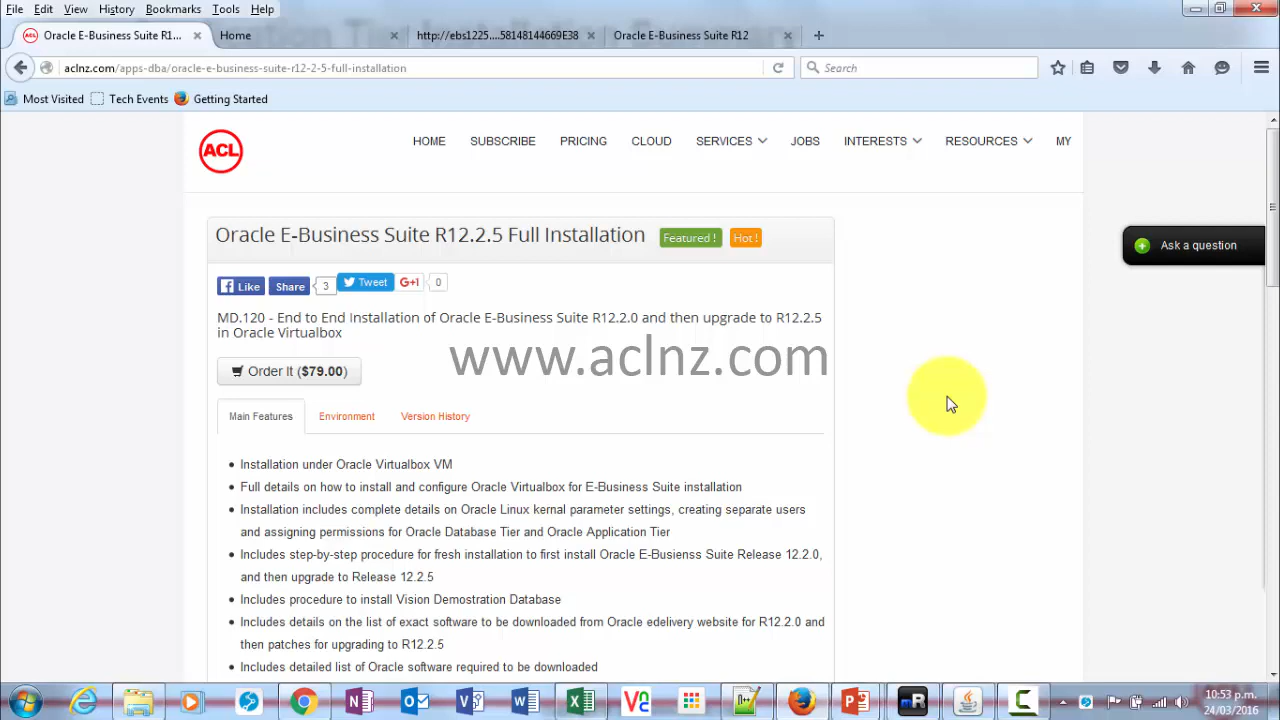 File Edit View History Bookmarks Tools Help
Oracle E-Business Suite R1... Home http://ebs1225....58148144669E38 Oracle E-Business Suite R12
aclnz.com/apps-dba/oracle-e-business-suite-r12-2-5-full-installation Search
Most Visited Tech Events Getting Started
ACL HOME SUBSCRIBE PRICING CLOUD SERVICES JOBS INTERESTS RESOURCES MY
Oracle E-Business Suite R12.2.5 Full Installation Featured ! Hot !
Ask a question
Like Share 3 Tweet G+1 0
MD.120 - End to End Installation of Oracle E-Business Suite R12.2.0 and then upgrade to R12.2.5
in Oracle Virtualbox
www.aclnz.com
Order It ($79.00)
Main Features Environment Version History
Installation under Oracle Virtualbox VM
Full details on how to install and configure Oracle Virtualbox for E-Business Suite installation
Installation includes complete details on Oracle Linux kernal parameter settings, creating separate users
and assigning permissions for Oracle Database Tier and Oracle Application Tier
Includes step-by-step procedure for fresh installation to first install Oracle E-Busienss Suite Release 12.2.0,
and then upgrade to Release 12.2.5
Includes procedure to install Vision Demostration Database
Includes details on the list of exact software to be downloaded from Oracle edelivery website for R12.2.0 and
then patches for upgrading to R12.2.5
Includes detailed list of Oracle software required to be downloaded
10:53 p.m.
24/03/2016